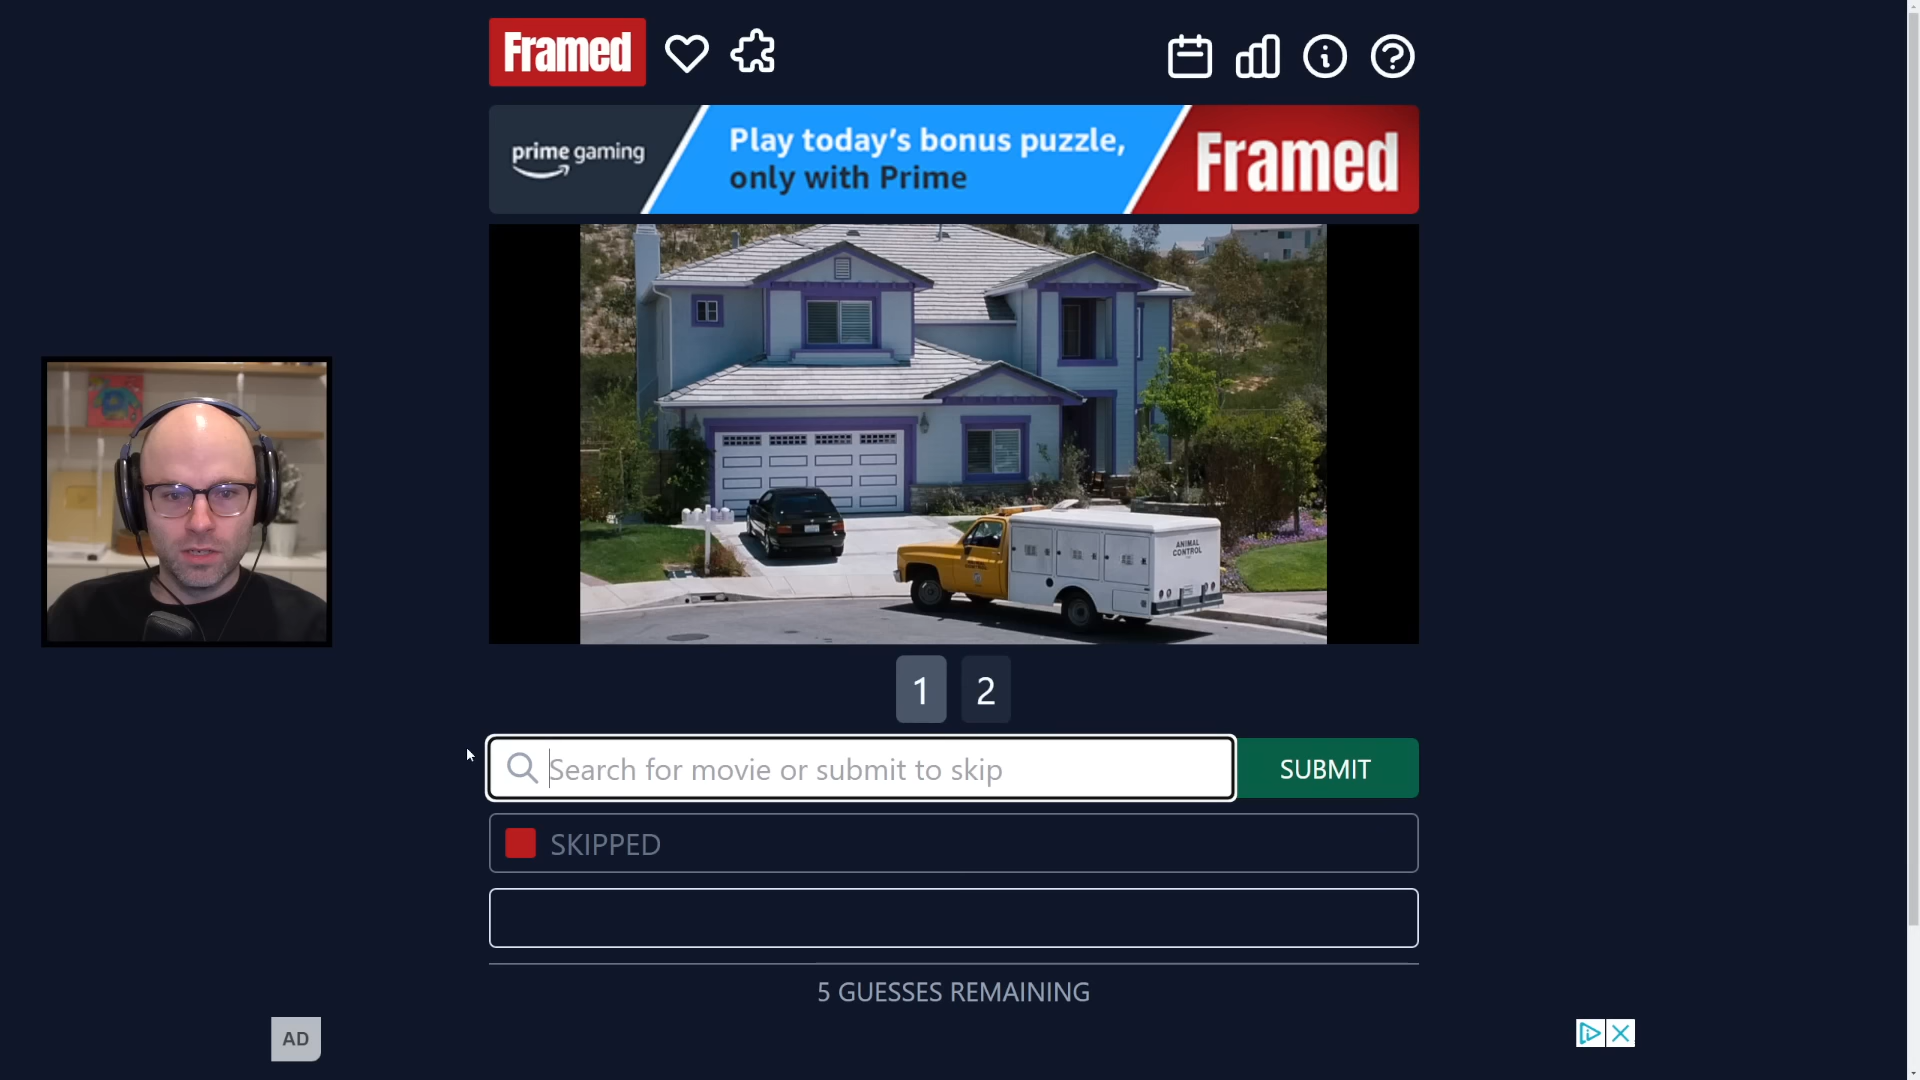 Framed
prime gaming
Play today's bonus puzzle,
only with Prime
Framed
ANIMAL
CONTROL
1
2
Search for movie or submit to skip
SUBMIT
SKIPPED
5 GUESSES REMAINING
AD